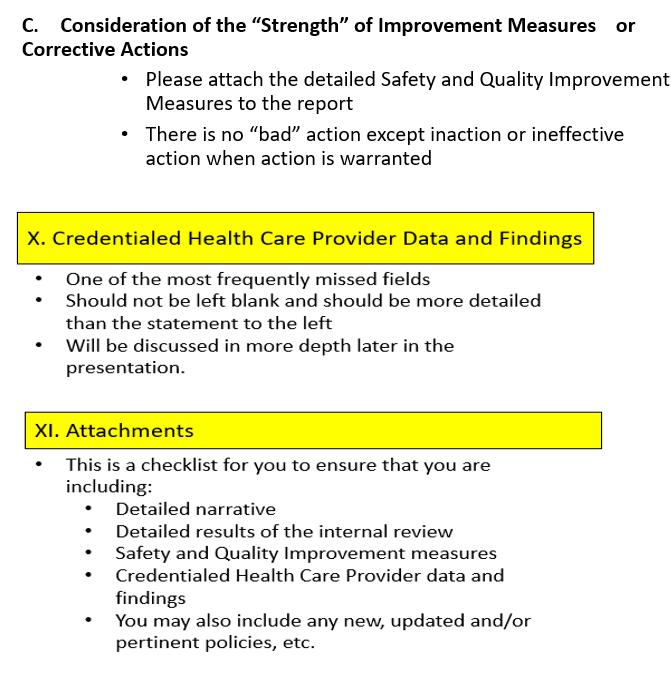 C. Consideration of the “Strength” of Improvement Measures or
Corrective Actions
• Please attach the detailed Safety and Quality Improvement
Measures to the report
• There is no “bad” action except inaction or ineffective
action when action is warranted
X. Credentialed Health Care Provider Data and Findings
• One of the most frequently missed fields
• Should not be left blank and should be more detailed
than the statement to the left
• Will be discussed in more depth later in the
presentation.
XI. Attachments
• This is a checklist for you to ensure that you are
including:
• Detailed narrative
• Detailed results of the internal review
• Safety and Quality Improvement measures
• Credentialed Health Care Provider data and
findings
• You may also include any new, updated and/or
pertinent policies, etc.